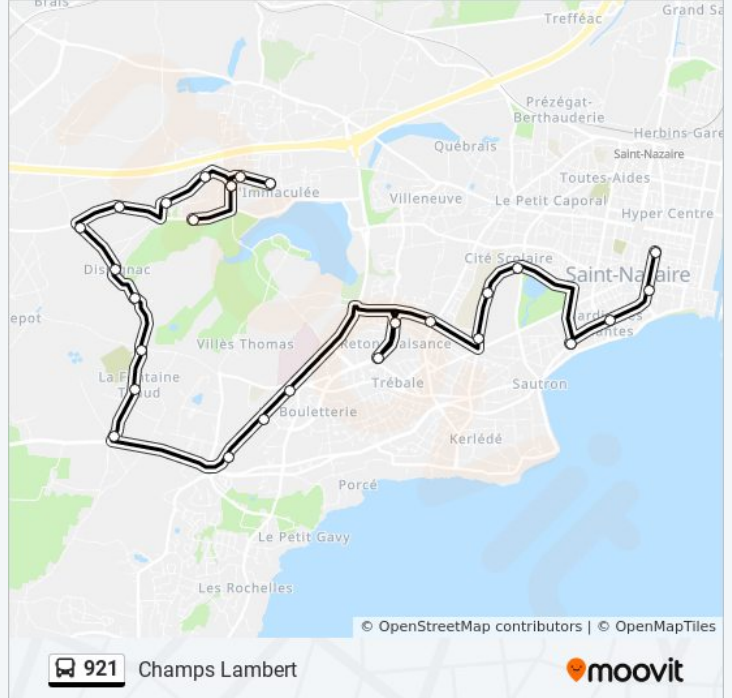 Brais
Trefféac
Grand Sa
Prézégat-
Berthauderie
Herbins Gare
Québrais
Saint-Nazaire
Toutes-Aides
Immaculée
Villeneuve
Le Petit Caporal
Hyper Centre
Cité Scolaire
Saint-Nazaire
epot
Villès Thomas
Trébale
Sautron
La Fontaine
Bouletterie
Kerlédé
Porcé
Le Petit Gavy
Les Rochelles
© OpenStreetMap contributors | © OpenMapTiles
921 Champs Lambert
moovit